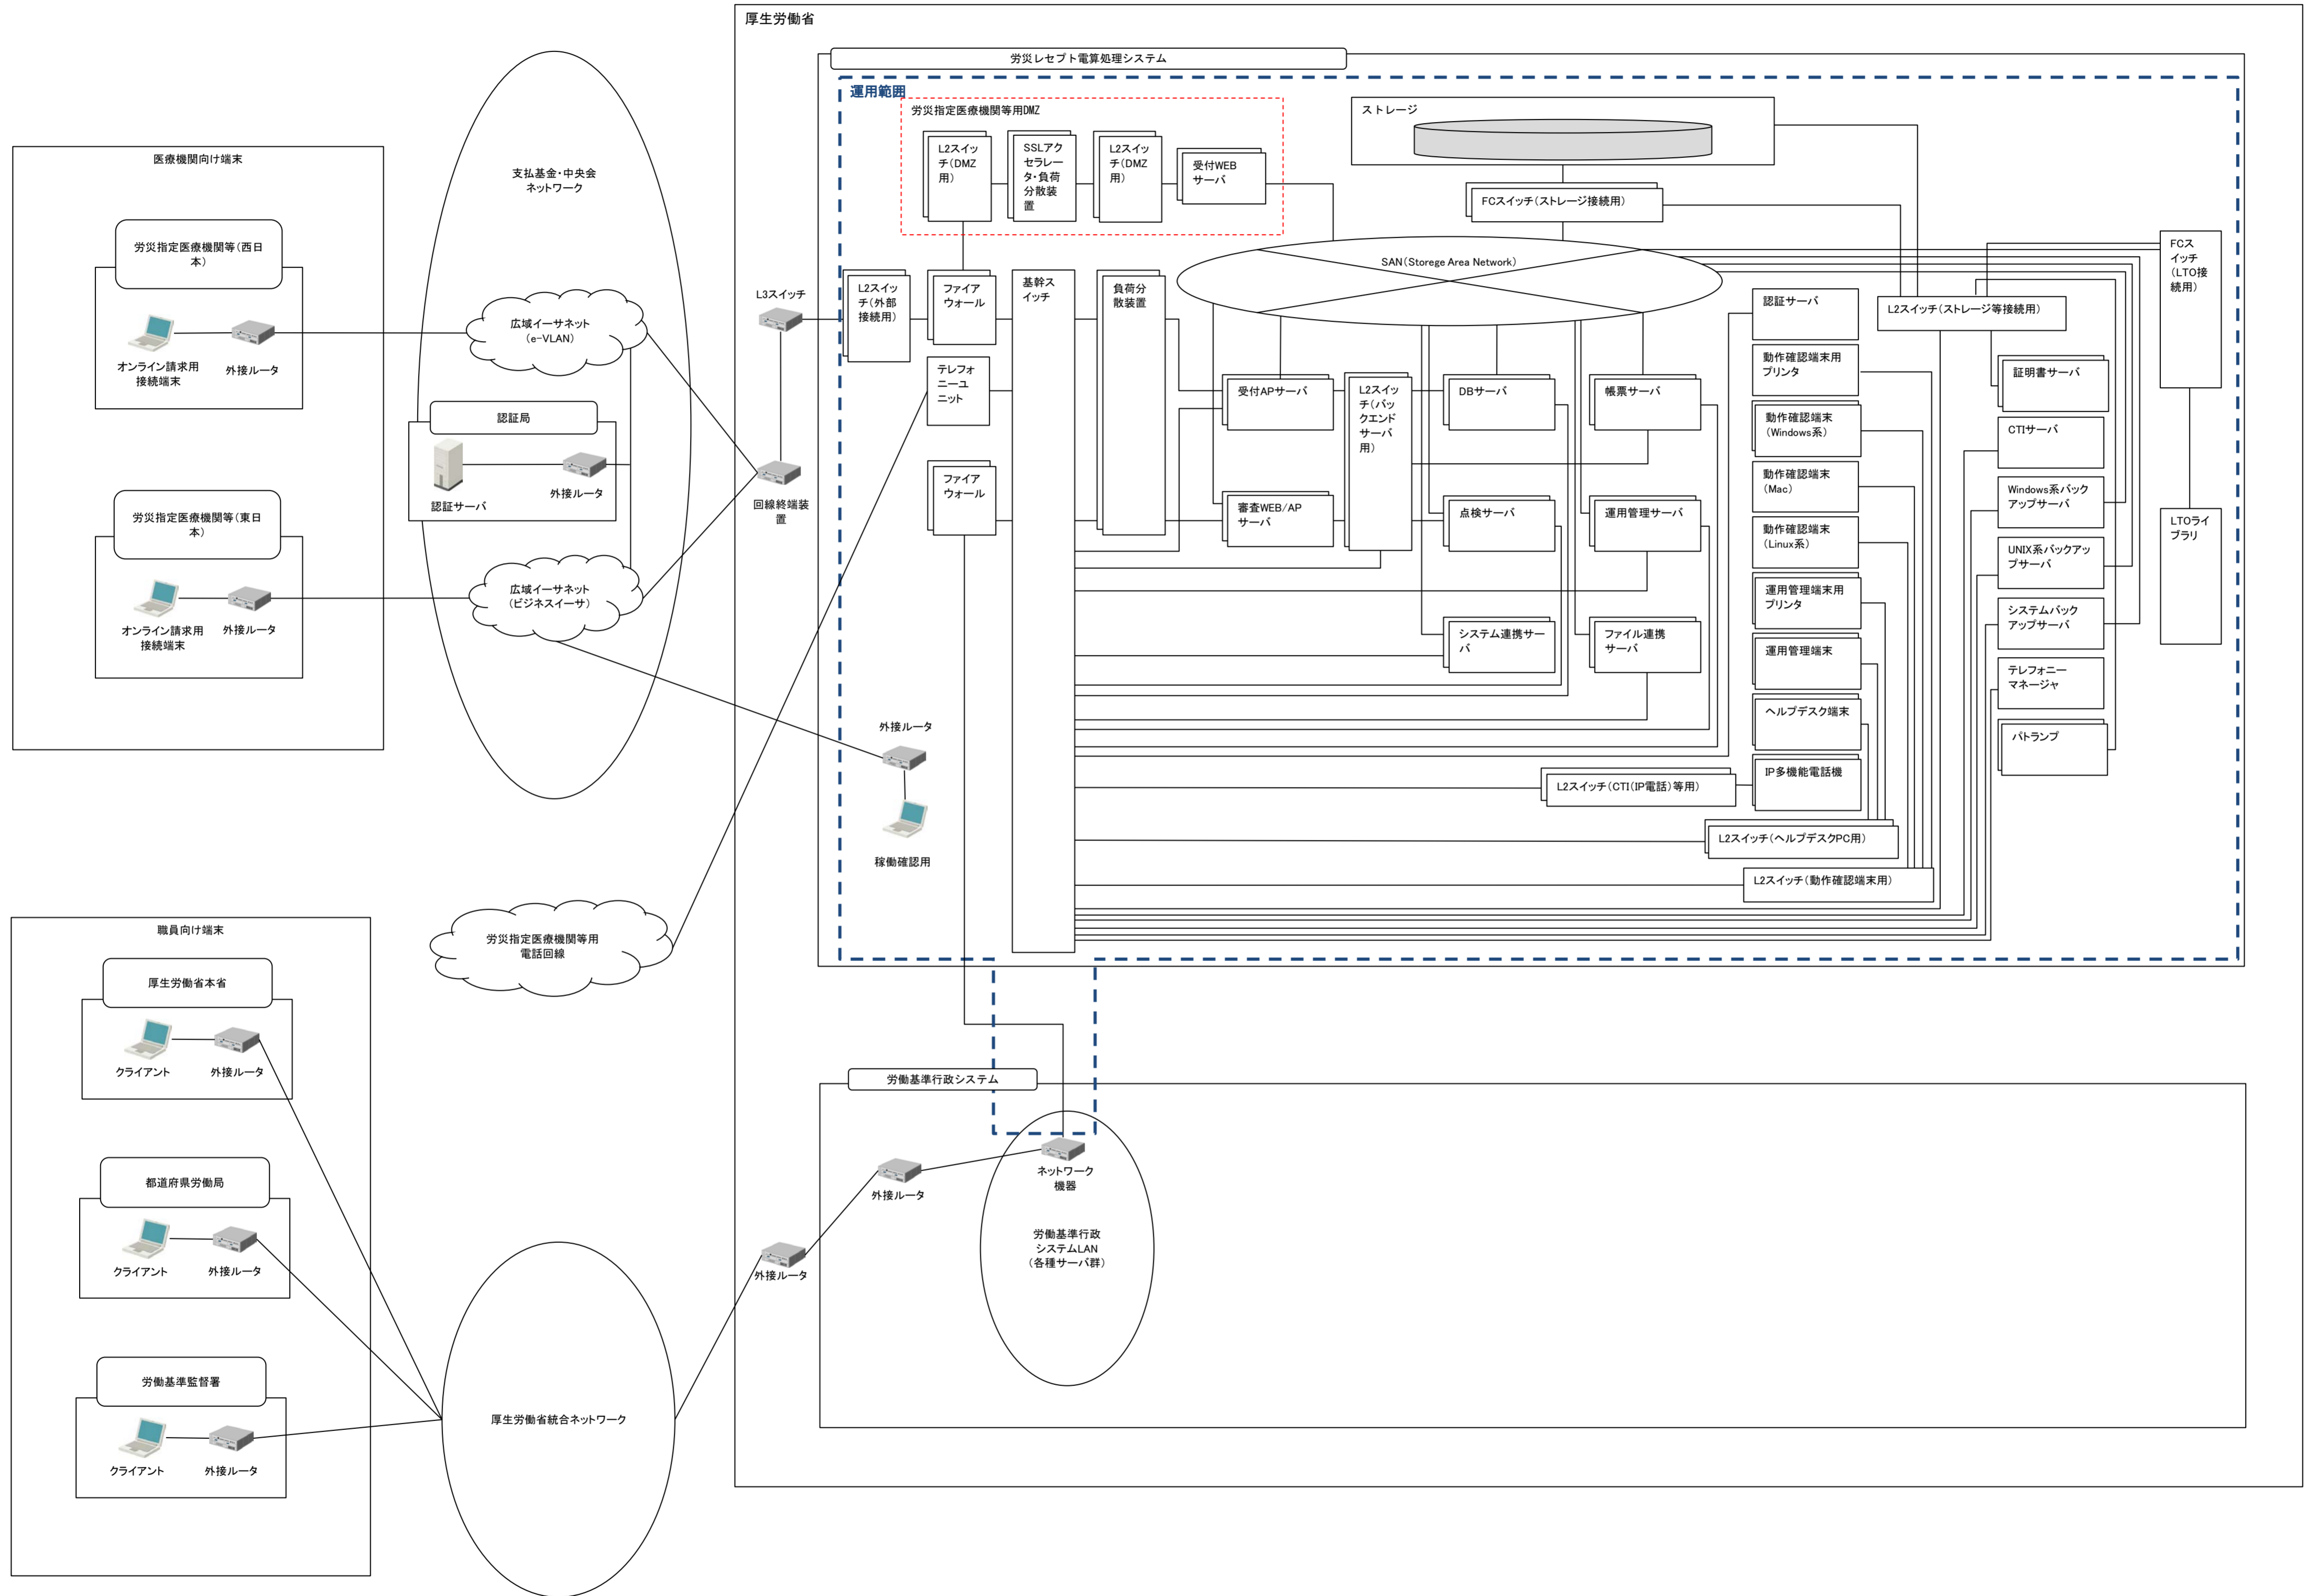 厚生労働省
労災レセプト電算処理システム
運用範囲
労災指定医療機関等用DMZ
L2スイッ
チ(DMZ
用)
SSLアク
セラレー
タ・負荷
分散装
置
L2スイッ
チ(DMZ
用)
受付WEB
サーバ
ストレージ
FCスイッチ(ストレージ接続用)
SAN(Storege Area Network)
FCス
イッチ
(LTO接
続用)
LTOライ
ブラリ
医療機関向け端末
労災指定医療機関等(西日
本)
オンライン請求用
接続端末
外接ルータ
労災指定医療機関等(東日
本)
オンライン請求用
接続端末
外接ルータ
支払基金・中央会
ネットワーク
広域イーサネット
(e-VLAN)
認証局
認証サーバ
外接ルータ
広域イーサネット
(ビジネスイーサ)
L3スイッチ
回線終端装
置
L2スイッ
チ(外部
接続用)
ファイア
ウォール
テレフォ
ニーユ
ニット
ファイア
ウォール
基幹ス
イッチ
負荷分
散装置
受付APサーバ
審査WEB/AP
サーバ
L2スイッ
チ(バッ
クエンド
サーバ
用)
DBサーバ
帳票サーバ
点検サーバ
運用管理サーバ
システム連携サー
バ
ファイル連携
サーバ
認証サーバ
動作確認端末用
プリンタ
動作確認端末
(Windows系)
動作確認端末
(Mac)
動作確認端末
(Linux系)
運用管理端末用
プリンタ
運用管理端末
ヘルプデスク端末
IP多機能電話機
L2スイッチ(ストレージ等接続用)
証明書サーバ
CTIサーバ
Windows系バック
アップサーバ
UNIX系バックアッ
プサーバ
システムバック
アップサーバ
テレフォニー
マネージャ
パトランプ
L2スイッチ(CTI(IP電話)等用)
L2スイッチ(ヘルプデスクPC用)
L2スイッチ(動作確認端末用)
外接ルータ
稼働確認用
労災指定医療機関等用
電話回線
職員向け端末
厚生労働省本省
クライアント
外接ルータ
都道府県労働局
クライアント
外接ルータ
労働基準監督署
クライアント
外接ルータ
厚生労働省統合ネットワーク
外接ルータ
労働基準行政システム
外接ルータ
ネットワーク
機器
労働基準行政
システムLAN
(各種サーバ群)